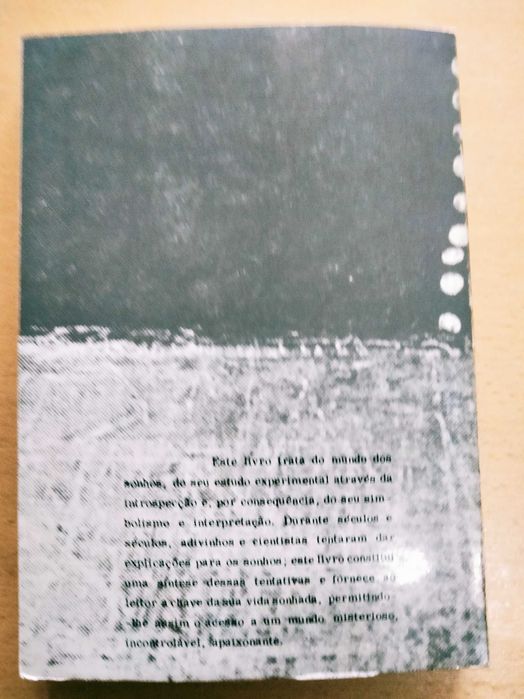 Este livro trata do mundo dos
sonhos, do seu estudo experimental através da
introspecção e, por consequência, do seu sim-
bolismo e interpretação. Durante séculos e
séculos, adivinhos e cientistas tentaram dar
explicações para os sonhos; este livro constitui
uma síntese dessas tentativas e fornece ao
leitor a chave da sua vida sonhada, permitindo-
-lhe assim o acesso a um mundo misterioso,
incontrolável, apaixonante.